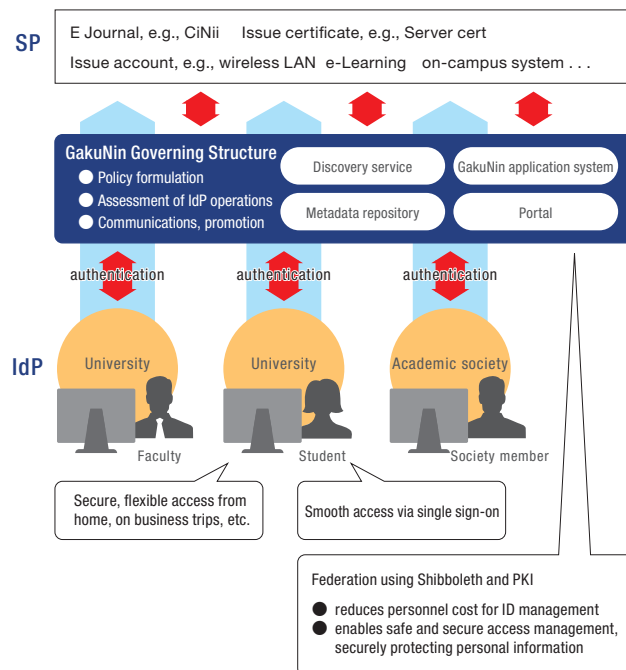 SP
E Journal, e.g., CiNii Issue certificate, e.g., Server cert
Issue account, e.g., wireless LAN e-Learning on-campus system . . .
GakuNin Governing Structure
● Policy formulation
● Assessment of IdP operations
● Communications, promotion
Discovery service
GakuNin application system
Metadata repository
Portal
authentication
authentication
authentication
IdP
University
University
Academic society
Faculty
Student
Society member
Secure, flexible access from
home, on business trips, etc.
Smooth access via single sign-on
Federation using Shibboleth and PKI
● reduces personnel cost for ID management
● enables safe and secure access management,
securely protecting personal information